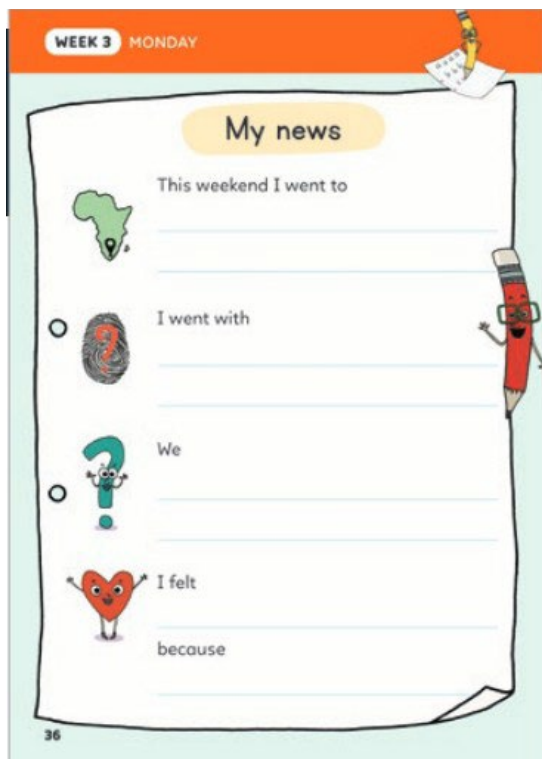 WEEK 3 MONDAY
My news
This weekend I went to
I went with
?
We
?
I felt
because
36